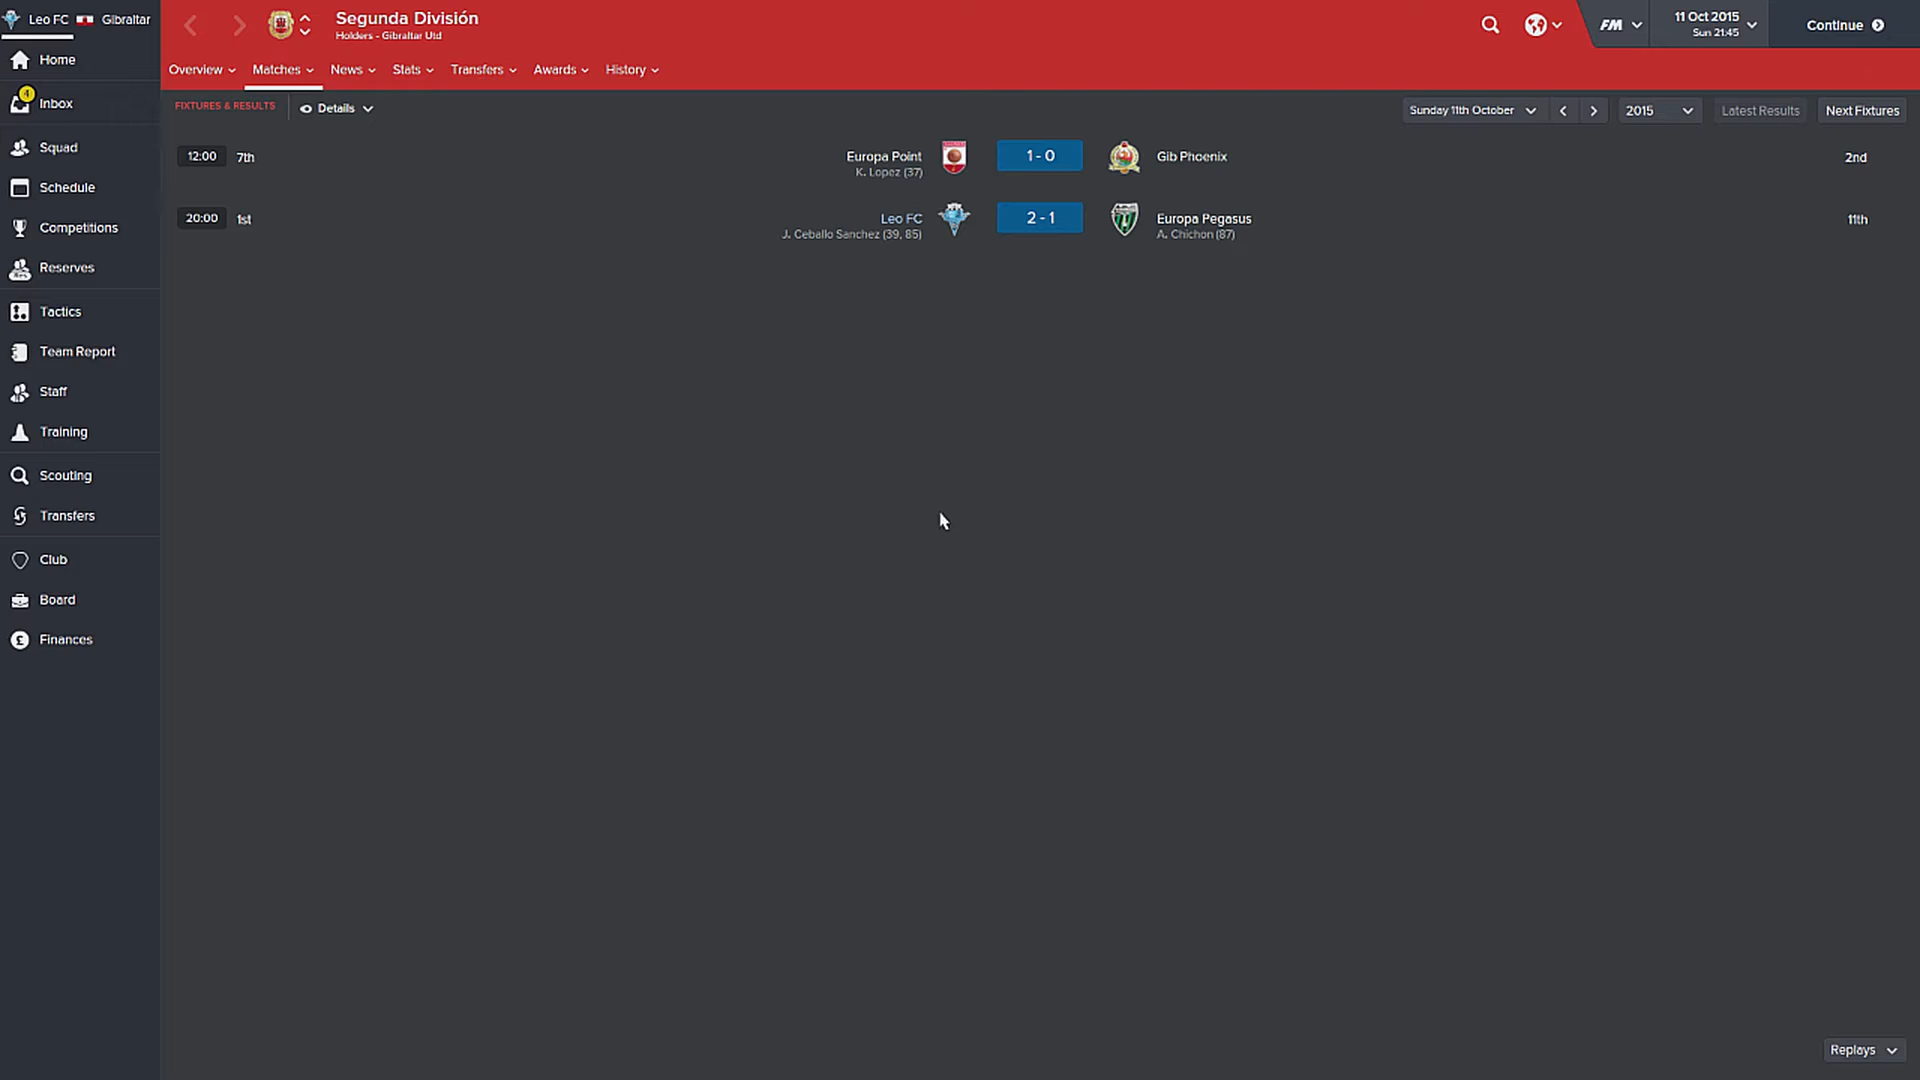 Leo FC Gibraltar
Segunda División
Holders - Gibraltar Utd
FM
11 Oct 2015
Sun 21:45
Continue
Overview Matches News Stats Transfers Awards History
FIXTURES & RESULTS Details Sunday 11th October 2015 Latest Results Next Fixtures
12:00 7th Europa Point 1 - 0 Gib Phoenix 2nd
K. Lopez (37)
20:00 1st Leo FC 2 - 1 Europa Pegasus 11th
J. Ceballo Sanchez (39, 85) A. Chichon (87)
Home
4
Inbox
Squad
Schedule
Competitions
Reserves
Tactics
Team Report
Staff
Training
Scouting
Transfers
Club
Board
£ Finances
Replays